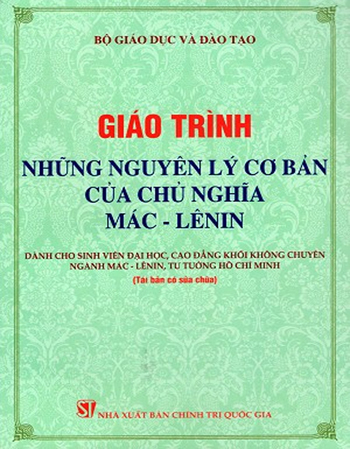 BỘ GIÁO DỤC VÀ ĐÀO TẠO
GIÁO TRÌNH
NHỮNG NGUYÊN LÝ CƠ BẢN
CỦA CHỦ NGHĨA
MÁC - LÊNIN
DÀNH CHO SINH VIÊN ĐẠI HỌC, CAO ĐẲNG KHỐI KHÔNG CHUYÊN
NGÀNH MÁC - LÊNIN, TƯ TƯỞNG HỒ CHÍ MINH
(Tái bản có sửa chữa)
ST NHÀ XUẤT BẢN CHÍNH TRỊ QUỐC GIA